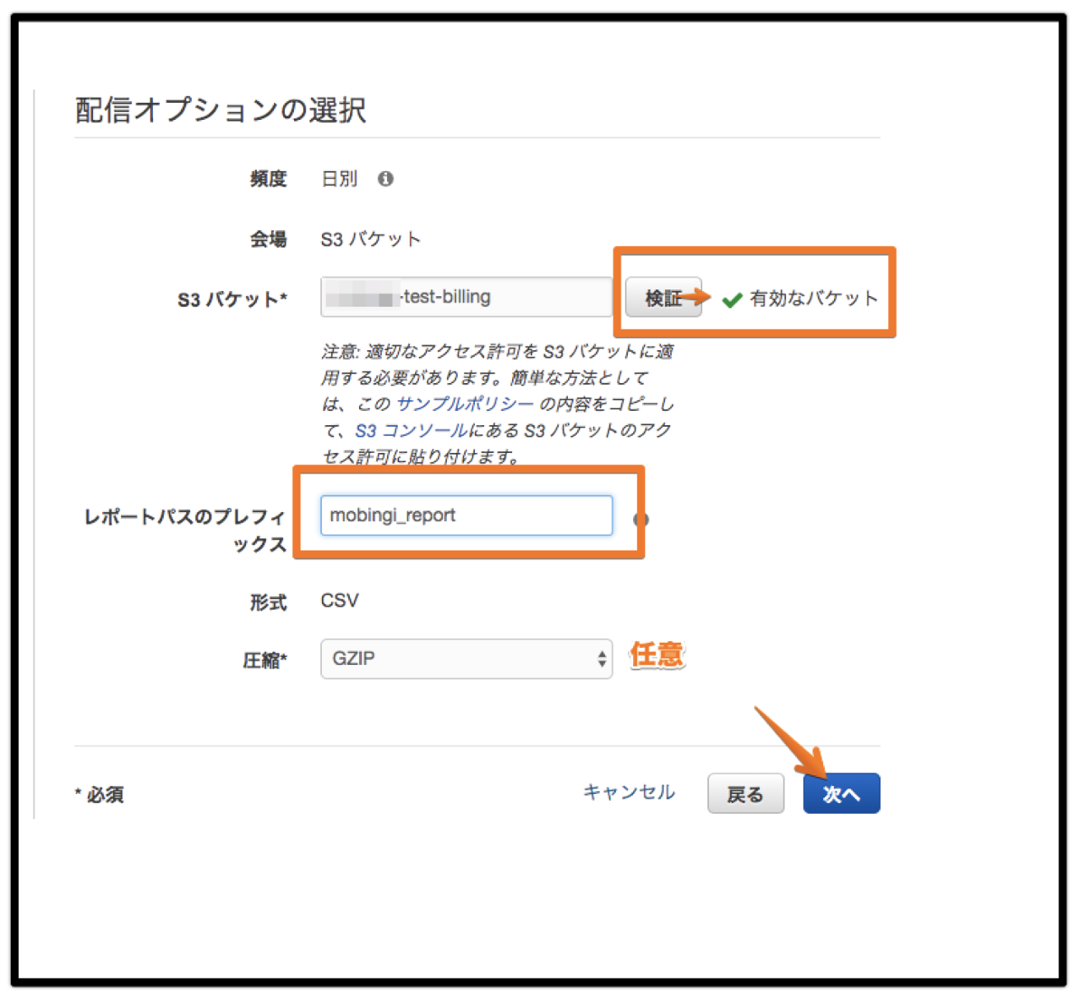 配信オプションの選択
頻度 日別
会場 S3 バケット
S3 バケット* -test-billing 検証 有効なバケット
注意: 適切なアクセス許可を S3 バケットに適
用する必要があります。簡単な方法として
は、この サンプルポリシー の内容をコピーし
て、S3 コンソールにある S3 バケットのアク
セス許可に貼り付けます。
レポートパスのプレフィ
ックス
mobingi_report
形式 CSV
圧縮* GZIP 任意
* 必須 キャンセル 戻る 次へ